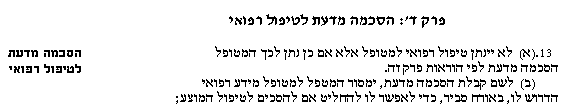 פרק ד': הסכמה מדעת לטיפול רפואי
הסכמה מדעת
לטיפול רפואי
13. (א) לא יינתן טיפול רפואי למטופל אלא אם כן נתן לכך המטופל
הסכמה מדעת לפי הוראות פרק זה.
(ב) לשם קבלת הסכמה מדעת, ימסור המטפל למטופל מידע רפואי
הדרוש לו, באורח סביר, כדי לאפשר לו להחליט אם להסכים לטיפול המוצע;